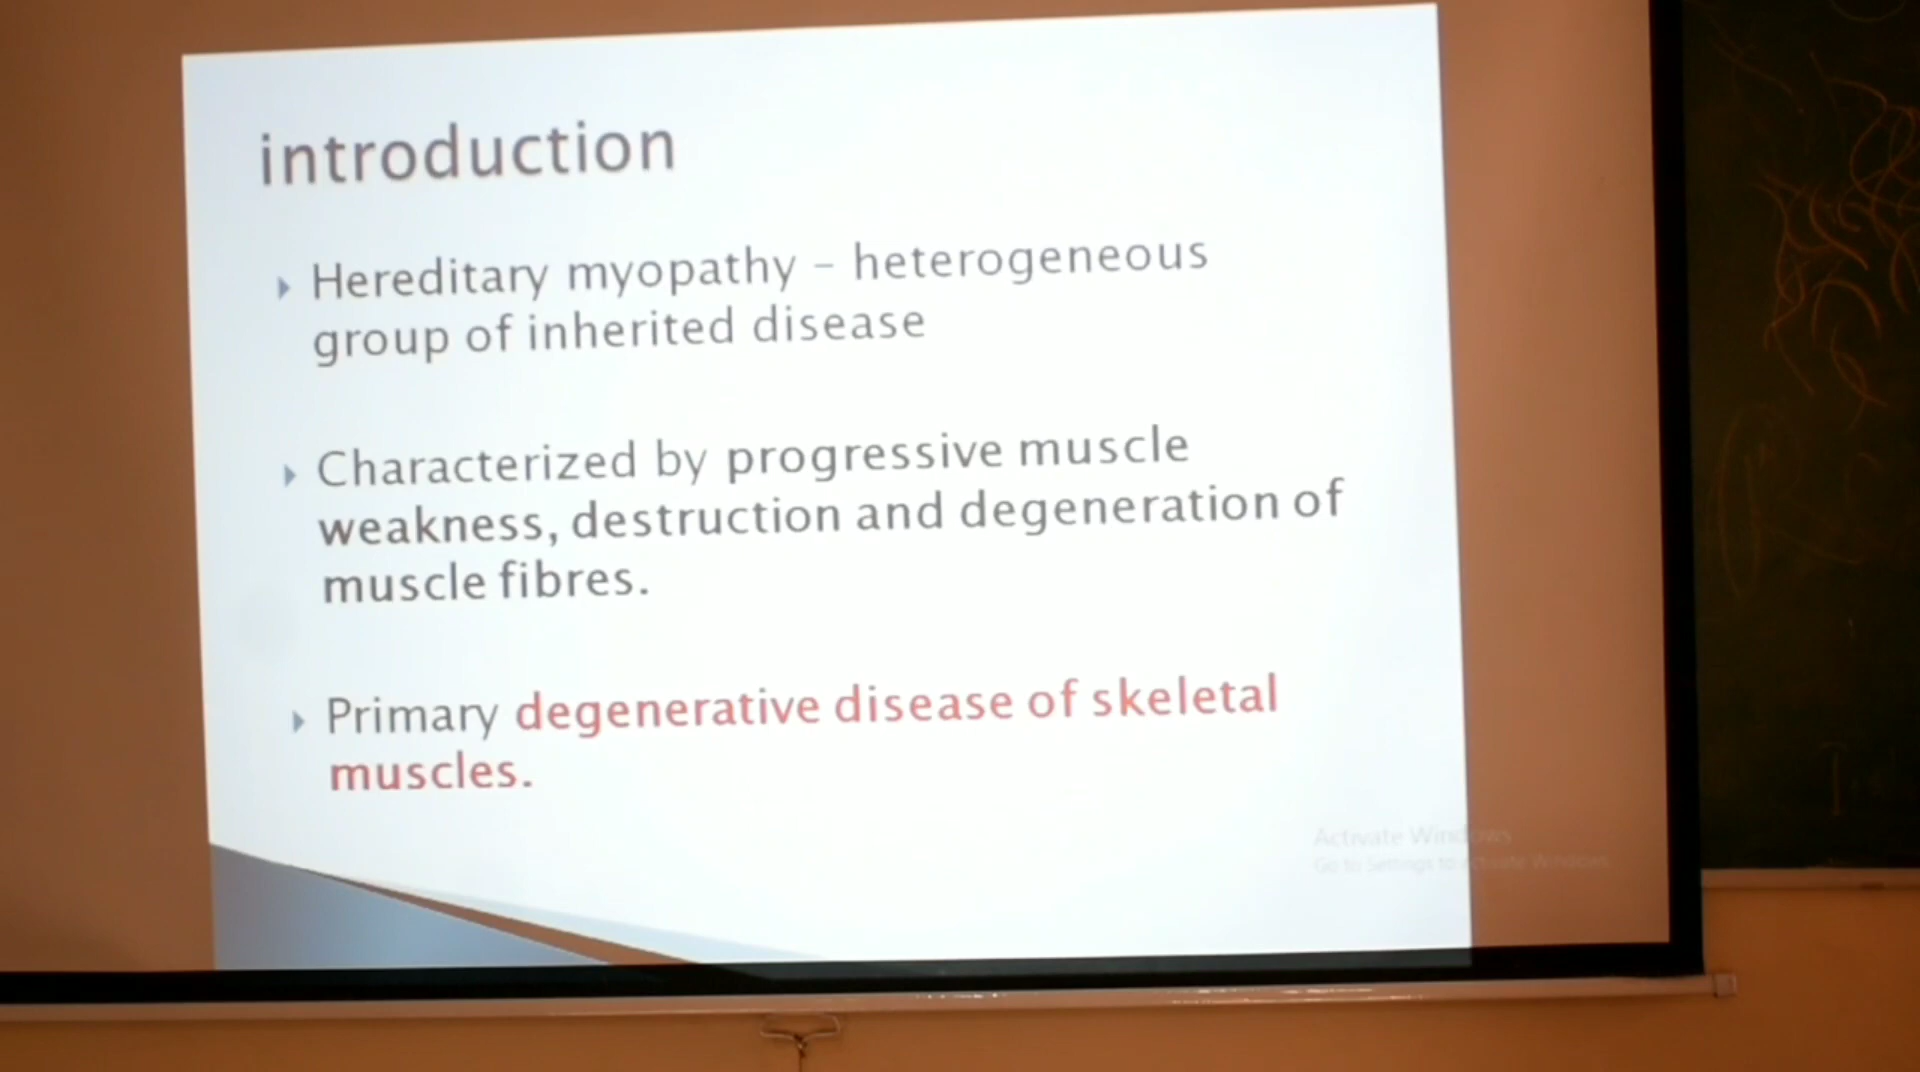 introduction
Hereditary myopathy – heterogeneous
group of inherited disease
Characterized by progressive muscle
weakness, destruction and degeneration of
muscle fibres.
Primary degenerative disease of skeletal
muscles.
Activate Windows
Go to Settings to activate Windows.